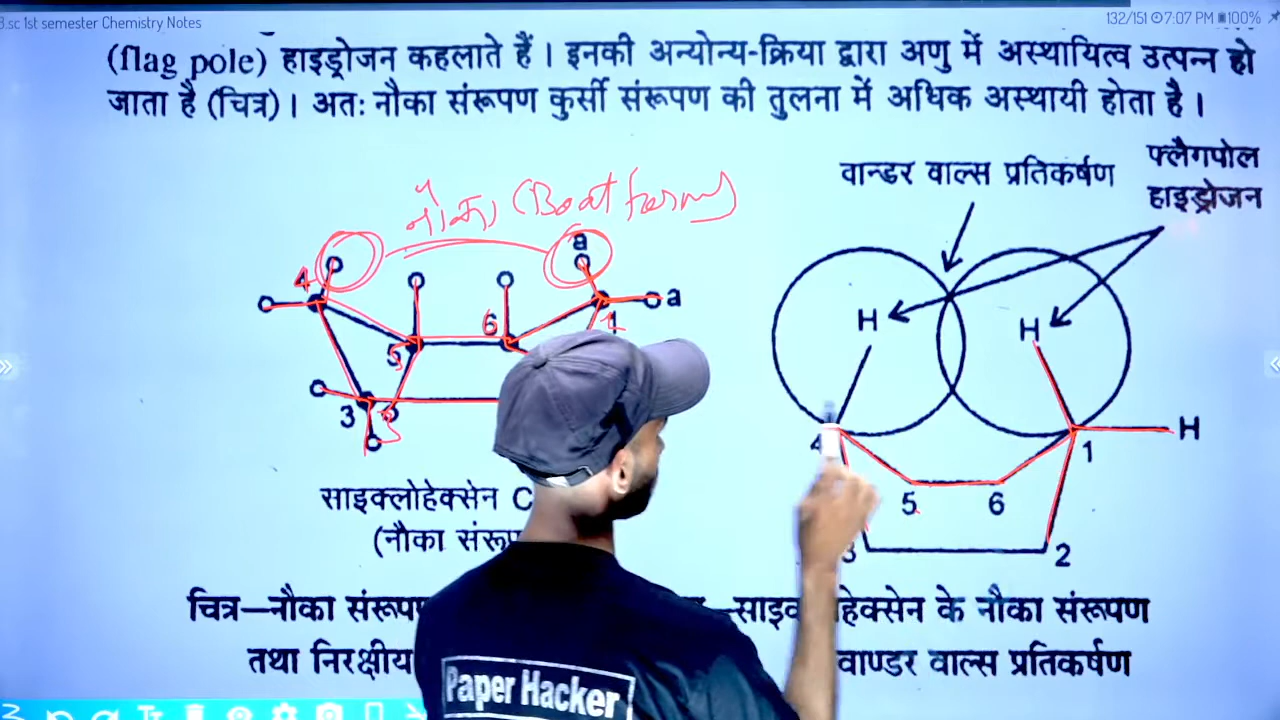 B.sc 1st semester Chemistry Notes
132/151 7:07 PM 100%
(flag pole) हाइड्रोजन कहलाते हैं। इनकी अन्योन्य-क्रिया द्वारा अणु में अस्थायित्व उत्पन्न हो
जाता है (चित्र)। अतः नौका संरूपण कुर्सी संरूपण की तुलना में अधिक अस्थायी होता है।
नौका (Boat form)
a
4
a
6
1
5
3
वान्डर वाल्स प्रतिकर्षण
फ्लैगपोल
हाइड्रोजन
H
H
H
4
1
5
6
3
2
साइक्लोहेक्सेन C
(नौका
चित्र—नौका
साइक्लोहेक्सेन के नौका संरूपण
तथा
वाण्डर वाल्स प्रतिकर्षण
Paper Hacker